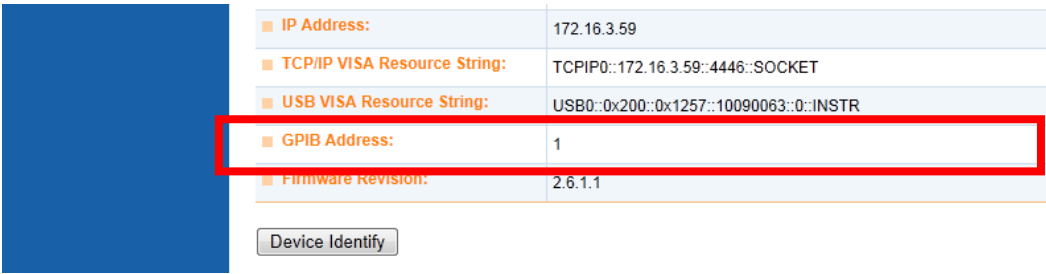 IP Address: 172.16.3.59
TCP/IP VISA Resource String: TCPIP0::172.16.3.59::4446::SOCKET
USB VISA Resource String: USB0::0x200::0x1257::10090063::0::INSTR
GPIB Address: 1
Firmware Revision: 2.6.1.1
Device Identify